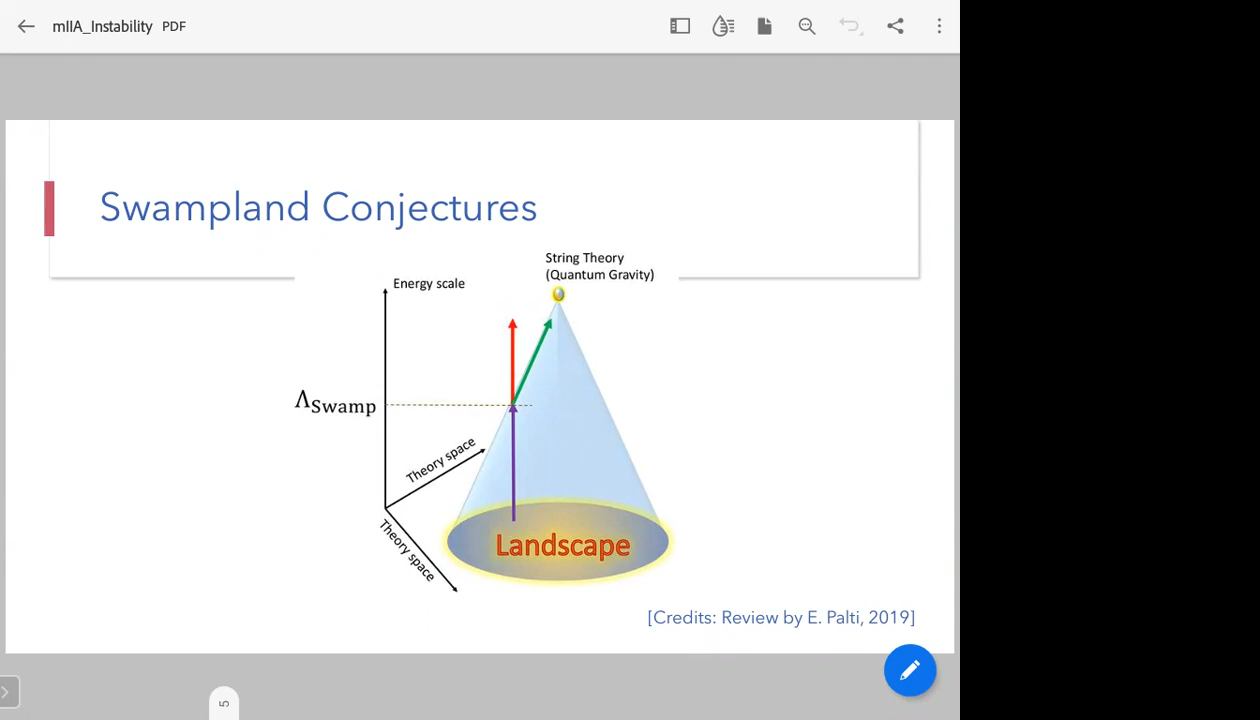 mIIA_Instability PDF
Swampland Conjectures
String Theory
(Quantum Gravity)
Energy scale
Λ_Swamp
Theory space
Theory space
Landscape
[Credits: Review by E. Palti, 2019]
5